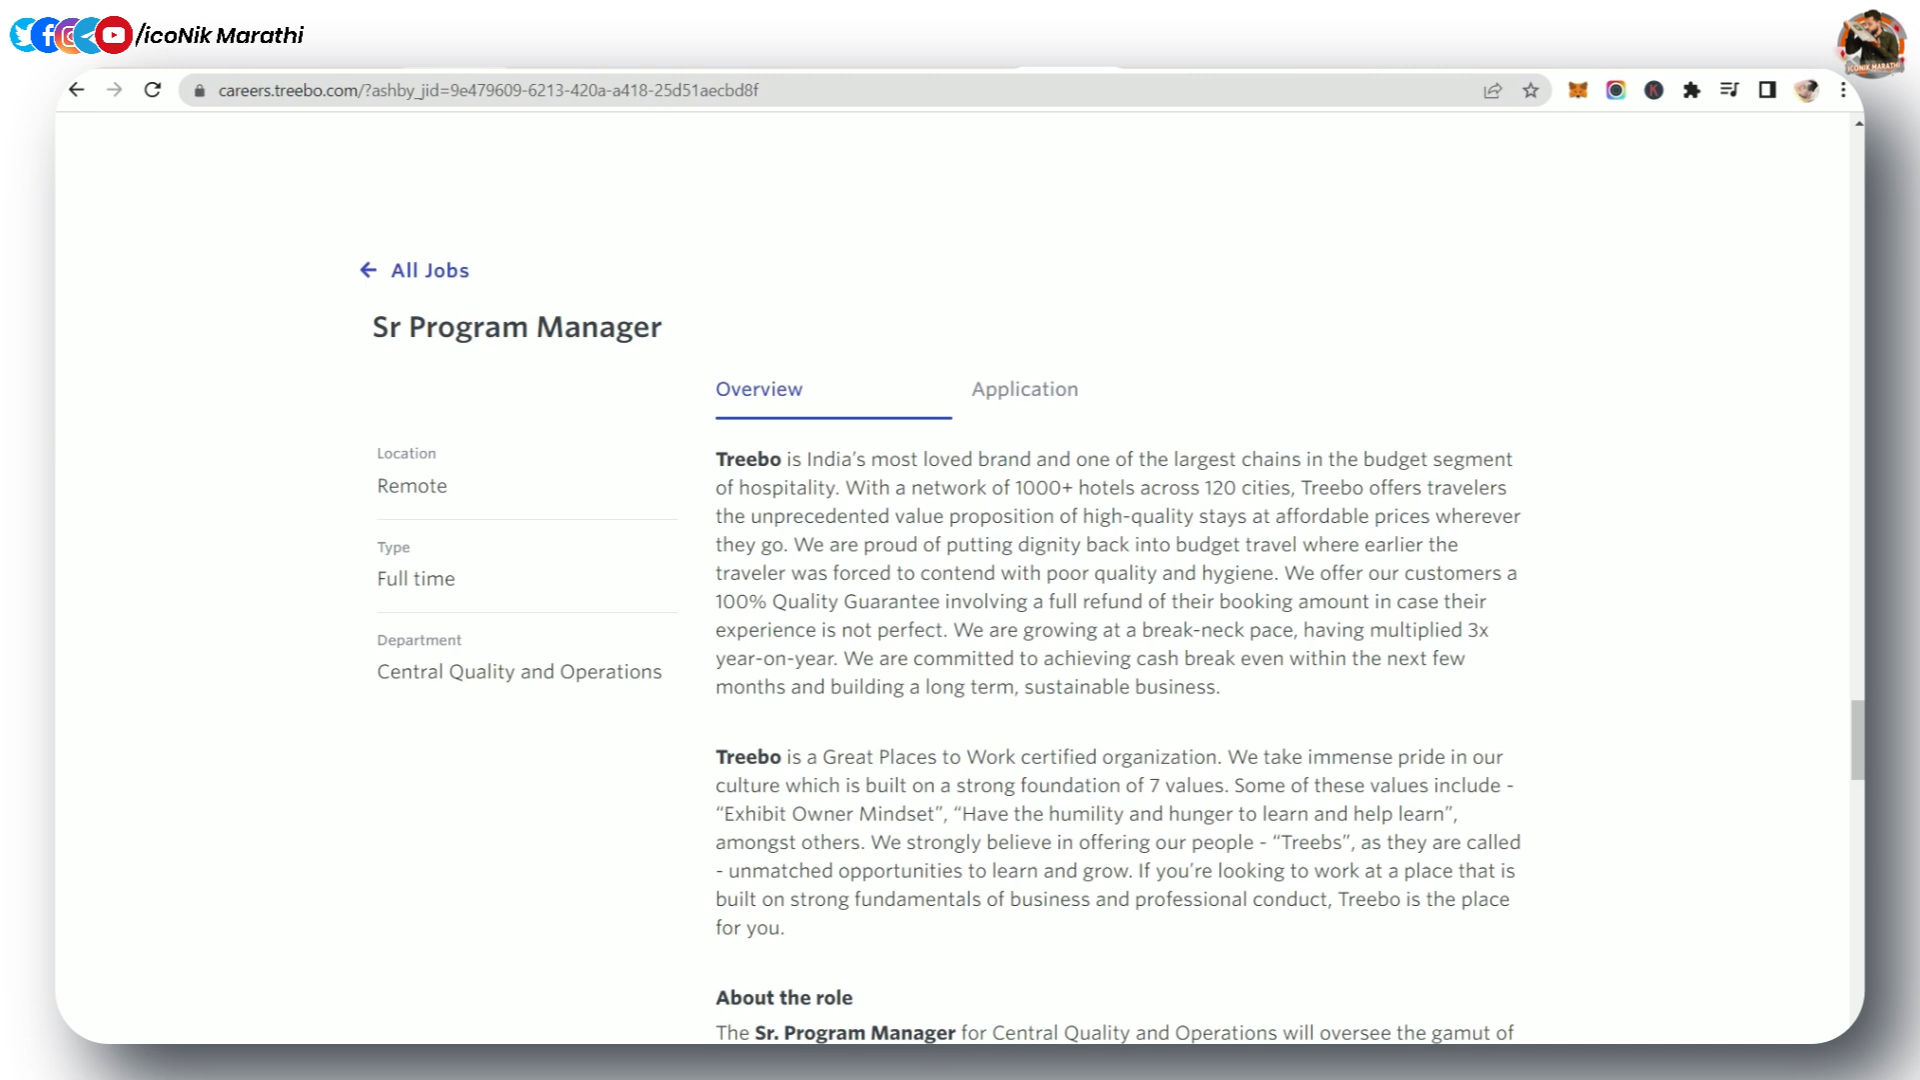 /icoNik Marathi
ICONIK MARATHI
careers.treebo.com/?ashby_jid=9e479609-6213-420a-a418-25d51aecbd8f
← All Jobs
Sr Program Manager
Overview
Application
Location
Remote
Type
Full time
Department
Central Quality and Operations
Treebo is India’s most loved brand and one of the largest chains in the budget segment
of hospitality. With a network of 1000+ hotels across 120 cities, Treebo offers travelers
the unprecedented value proposition of high-quality stays at affordable prices wherever
they go. We are proud of putting dignity back into budget travel where earlier the
traveler was forced to contend with poor quality and hygiene. We offer our customers a
100% Quality Guarantee involving a full refund of their booking amount in case their
experience is not perfect. We are growing at a break-neck pace, having multiplied 3x
year-on-year. We are committed to achieving cash break even within the next few
months and building a long term, sustainable business.
Treebo is a Great Places to Work certified organization. We take immense pride in our
culture which is built on a strong foundation of 7 values. Some of these values include -
“Exhibit Owner Mindset”, “Have the humility and hunger to learn and help learn”,
amongst others. We strongly believe in offering our people - “Treebs”, as they are called
- unmatched opportunities to learn and grow. If you’re looking to work at a place that is
built on strong fundamentals of business and professional conduct, Treebo is the place
for you.
About the role
The Sr. Program Manager for Central Quality and Operations will oversee the gamut of